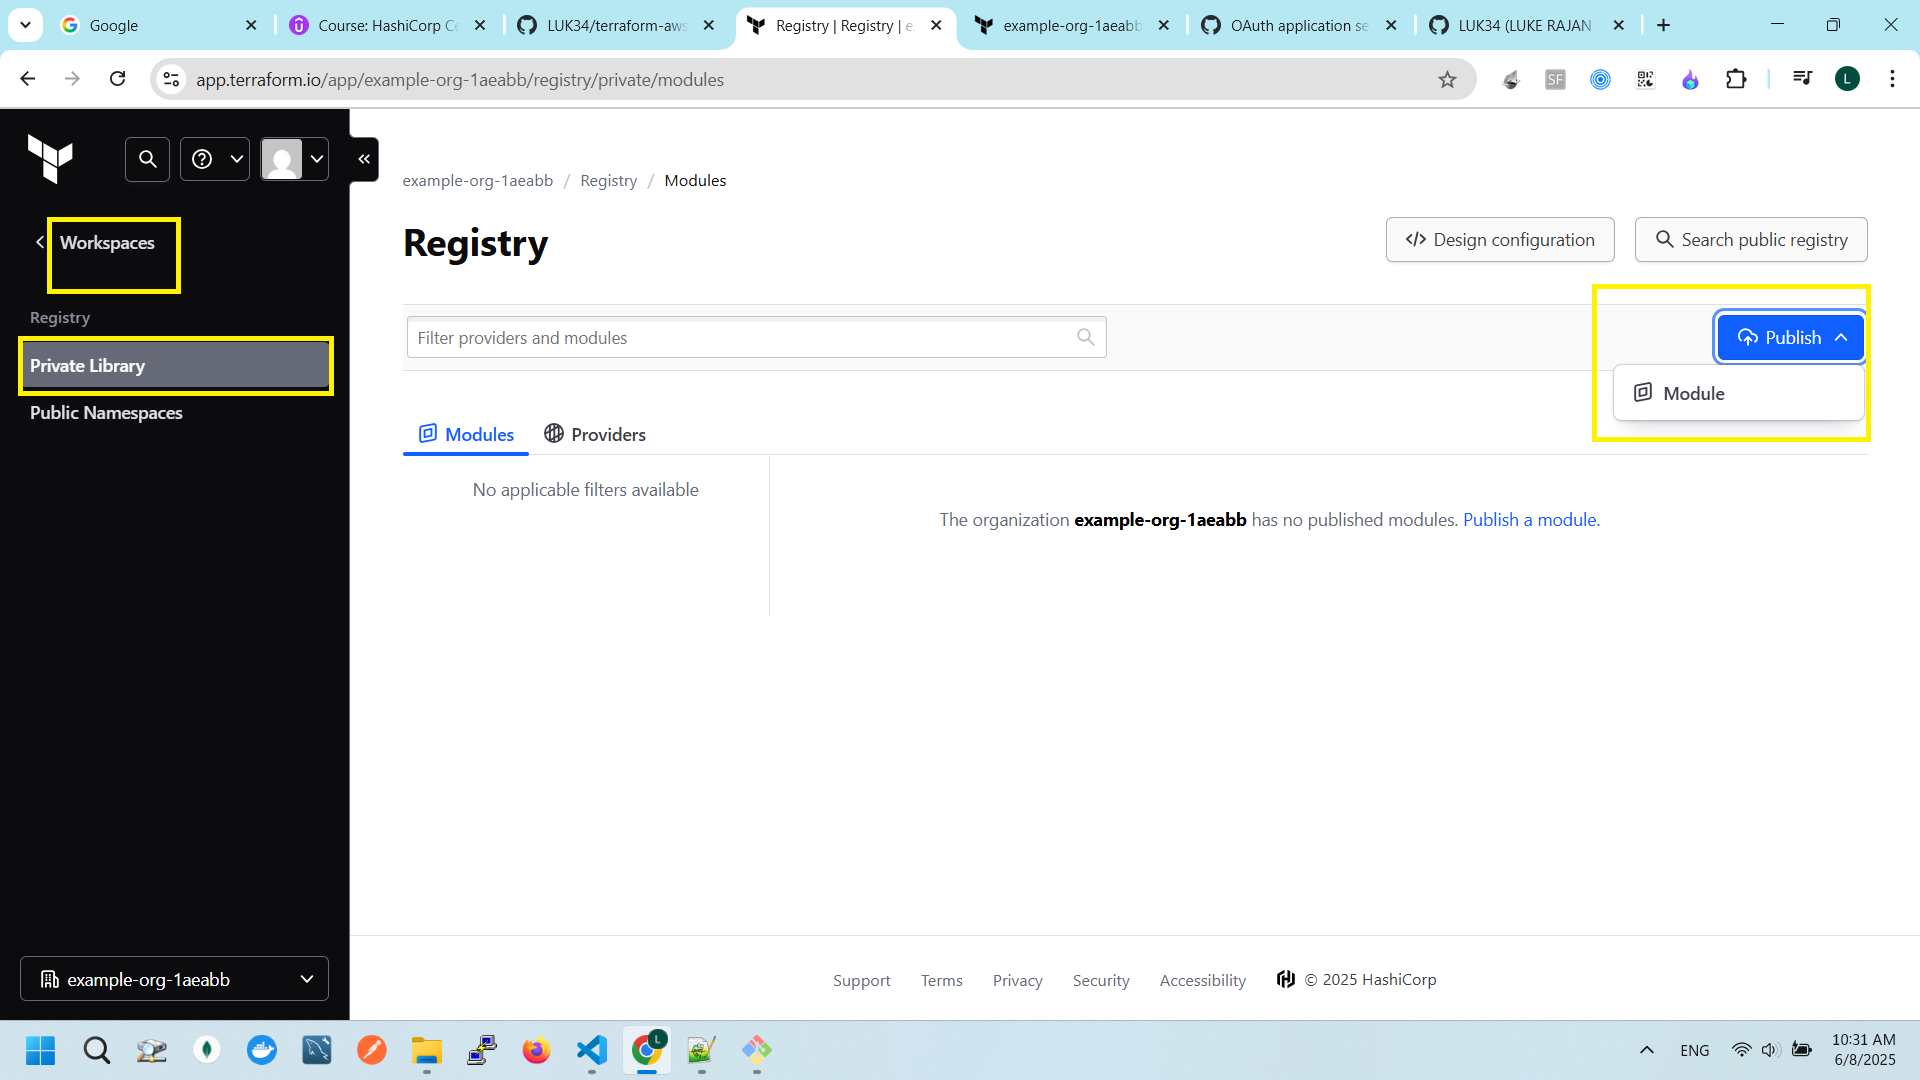 Google
Course: HashiCorp Ce
LUK34/terraform-aws
Registry | Registry | e
example-org-1aeabb
OAuth application se
LUK34 (LUKE RAJAN
app.terraform.io/app/example-org-1aeabb/registry/private/modules
SF
L
Workspaces
Registry
Private Library
Public Namespaces
example-org-1aeabb
example-org-1aeabb / Registry / Modules
Registry
Design configuration
Search public registry
Filter providers and modules
Publish
Module
Modules
Providers
No applicable filters available
The organization example-org-1aeabb has no published modules. Publish a module.
Support
Terms
Privacy
Security
Accessibility
© 2025 HashiCorp
L
ENG
10:31 AM
6/8/2025